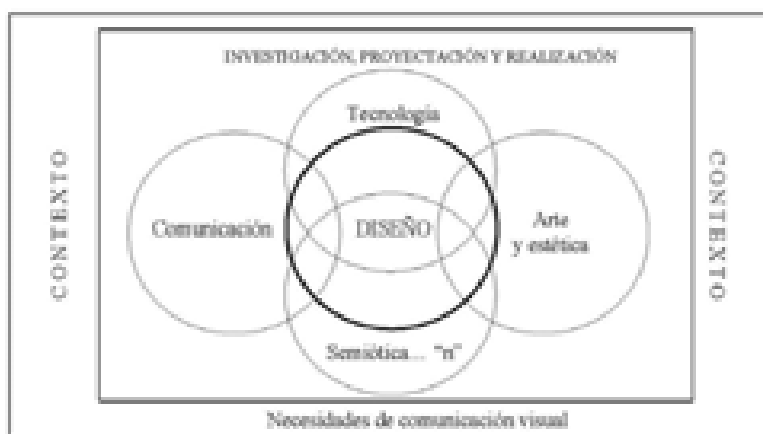 INVESTIGACIÓN, PROYECTACIÓN Y REALIZACIÓN
Tecnología
CONTEXTO
Comunicación
DISEÑO
Arte
y estética
CONTEXTO
Semiótica... "n"
Necesidades de comunicación visual